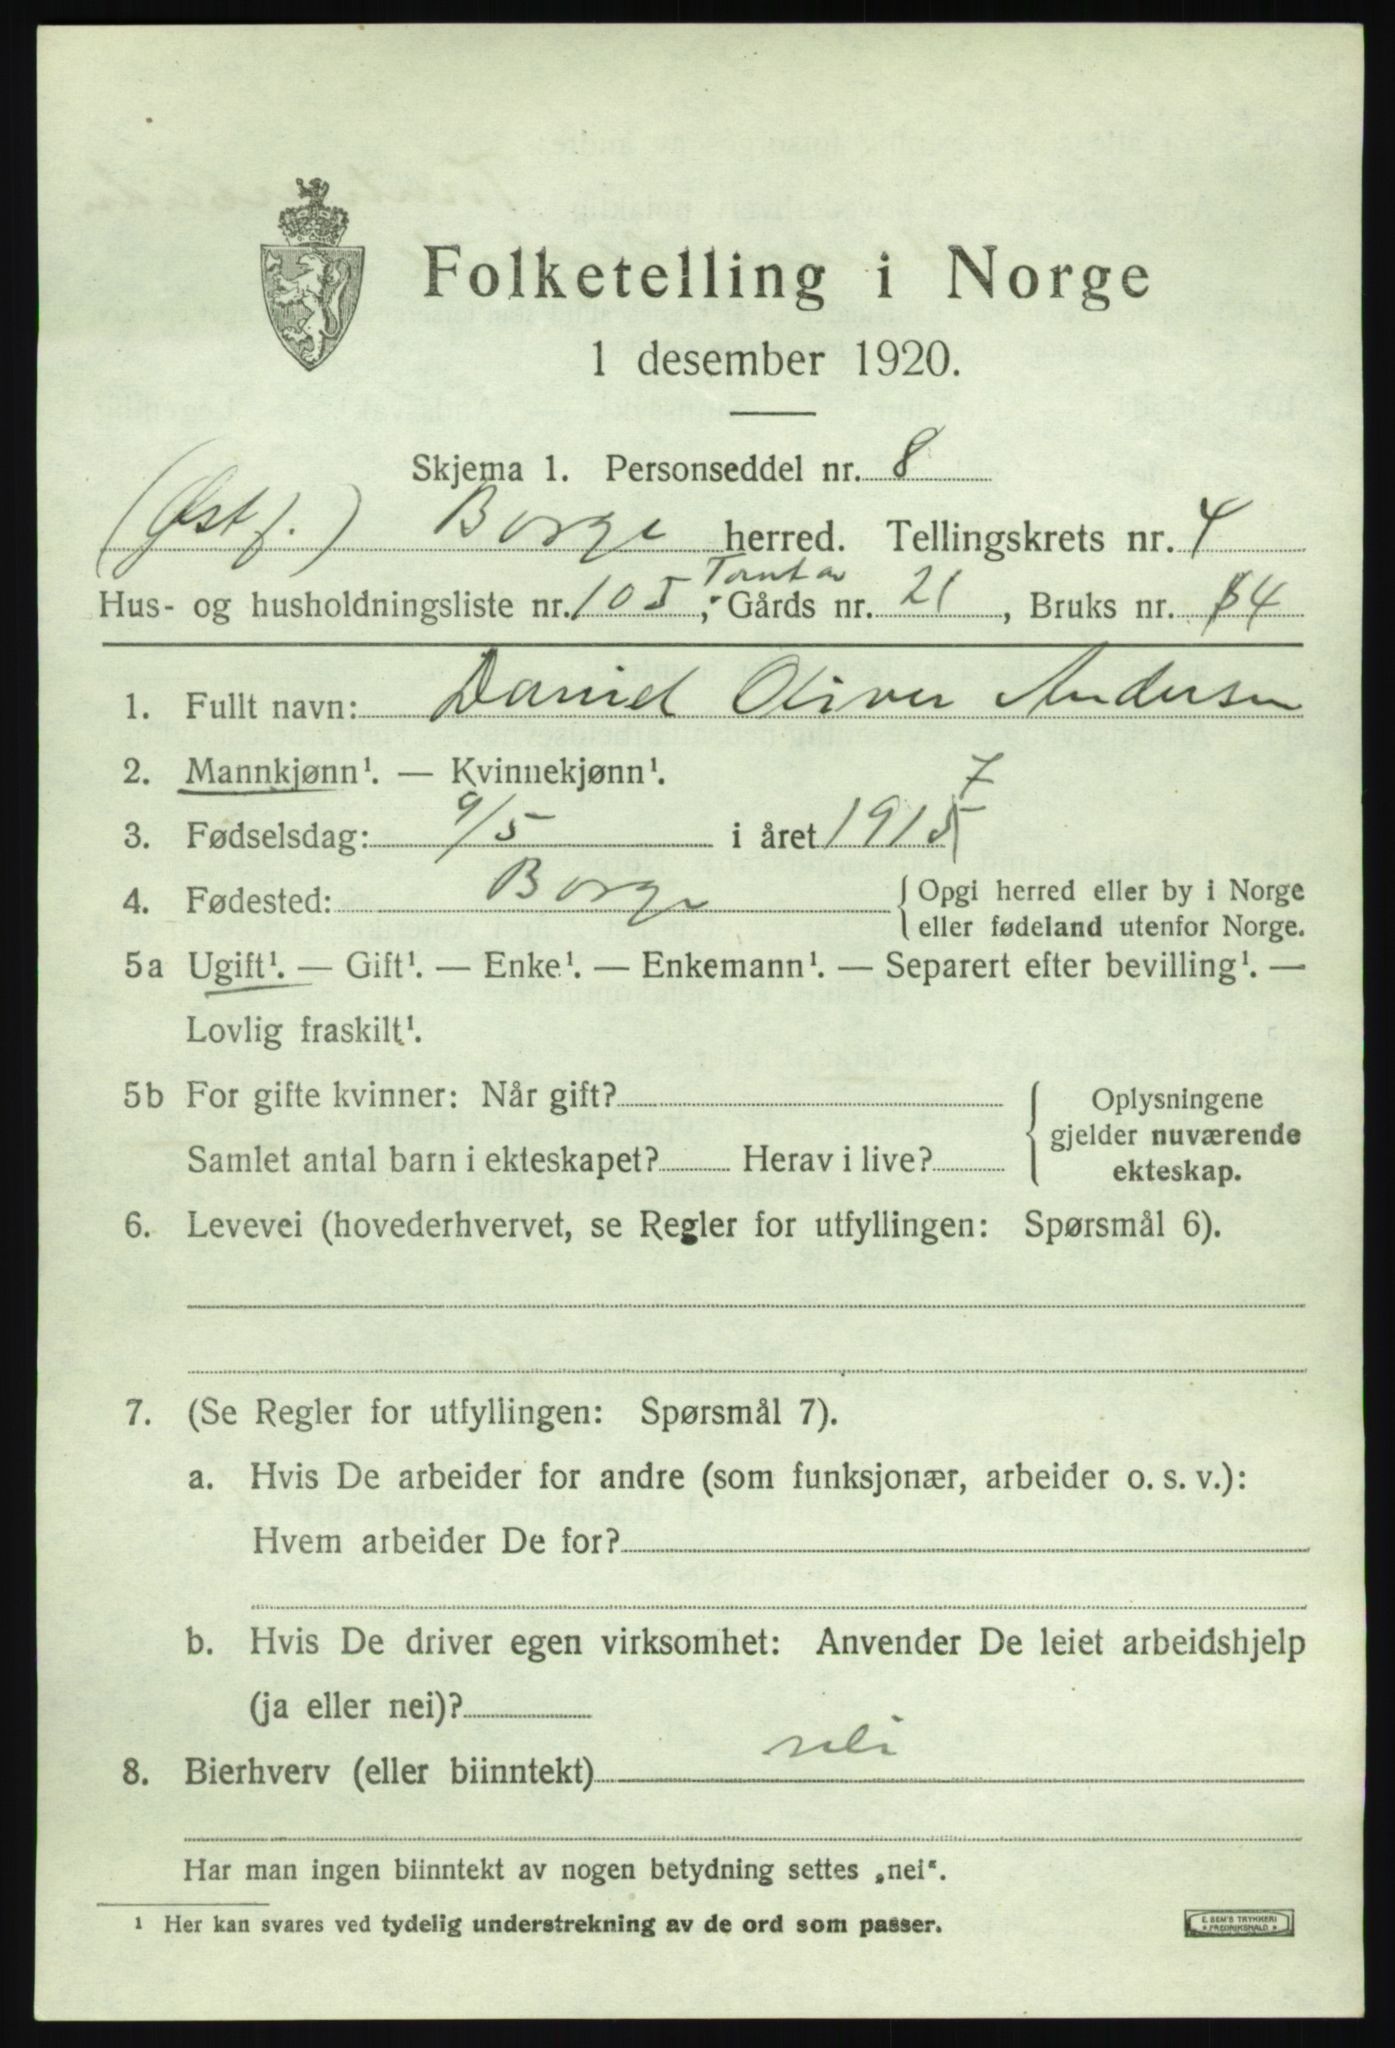 Folketelling i Norge
1 desember 1920.
Skjema 1. Personseddel nr. 8
(Østf.) Borge herred. Tellingskrets nr. 4
Hus- og husholdningsliste nr. 105, Gårds nr. 21, Bruks nr. 84
1. Fullt navn: Daniel Oliver Andersen
2. Mannkjønn¹. — Kvinnekjønn¹.
7
3. Fødselsdag: 9/5 i året 1915
4. Fødested: Borge { Opgi herred eller by i Norge
eller fødeland utenfor Norge.
5a Ugift¹. — Gift¹. — Enke¹. — Enkemann¹. — Separert efter bevilling¹. —
Lovlig fraskilt¹.
5b For gifte kvinner: Når gift?
Samlet antal barn i ekteskapet? Herav i live?
Oplysningene
gjelder nuværende
ekteskap.
6. Levevei (hovederhvervet, se Regler for utfyllingen: Spørsmål 6).
7. (Se Regler for utfyllingen: Spørsmål 7).
a. Hvis De arbeider for andre (som funksjonær, arbeider o. s. v.):
Hvem arbeider De for?
b. Hvis De driver egen virksomhet: Anvender De leiet arbeidshjelp
(ja eller nei)?
8. Bierhverv (eller biinntekt) nei
Har man ingen biinntekt av nogen betydning settes „nei“.
¹ Her kan svares ved tydelig understrekning av de ord som passer.
E. SEM'S TRYKKERI
* FREDRIKSHALD *